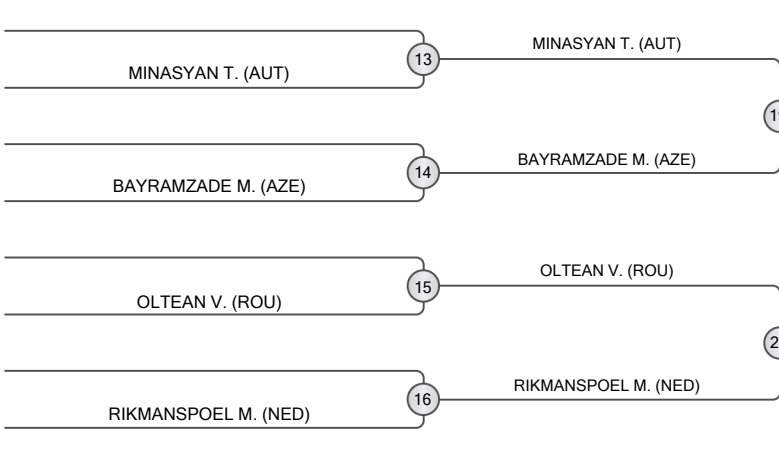 MINASYAN T. (AUT)
13
MINASYAN T. (AUT)
BAYRAMZADE M. (AZE)
14
BAYRAMZADE M. (AZE)
OLTEAN V. (ROU)
15
OLTEAN V. (ROU)
RIKMANSPOEL M. (NED)
16
RIKMANSPOEL M. (NED)